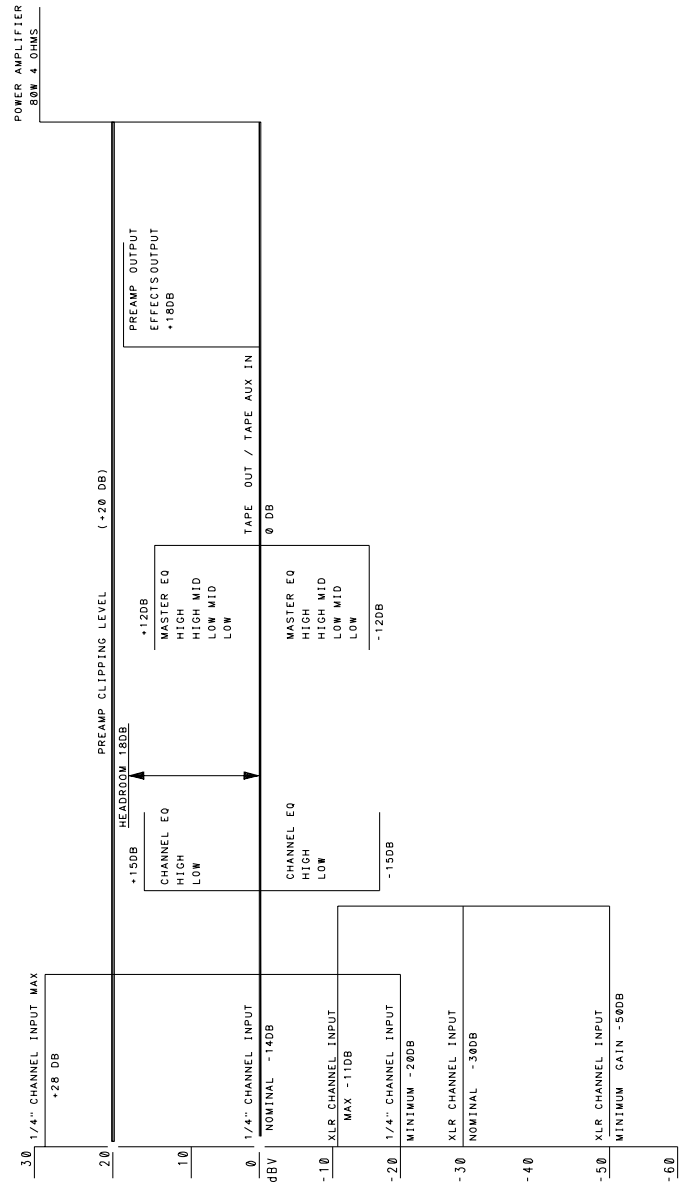 POWER AMPLIFIER
80W 4 OHMS
PREAMP CLIPPING LEVEL (+20 DB)
PREAMP OUTPUT
EFFECTS OUTPUT
+18DB
TAPE OUT / TAPE AUX IN
0 DB
+12DB
MASTER EQ
HIGH
HIGH MID
LOW MID
LOW
MASTER EQ
HIGH
HIGH MID
LOW MID
LOW
-12DB
HEADROOM 18DB
+15DB
CHANNEL EQ
HIGH
LOW
CHANNEL EQ
HIGH
LOW
-15DB
1/4" CHANNEL INPUT MAX
+28 DB
1/4" CHANNEL INPUT
NOMINAL -14DB
XLR CHANNEL INPUT
MAX -11DB
1/4" CHANNEL INPUT
MINIMUM -20DB
XLR CHANNEL INPUT
NOMINAL -30DB
XLR CHANNEL INPUT
MINIMUM GAIN -50DB
30
20
10
0
dBV
-10
-20
-30
-40
-50
-60